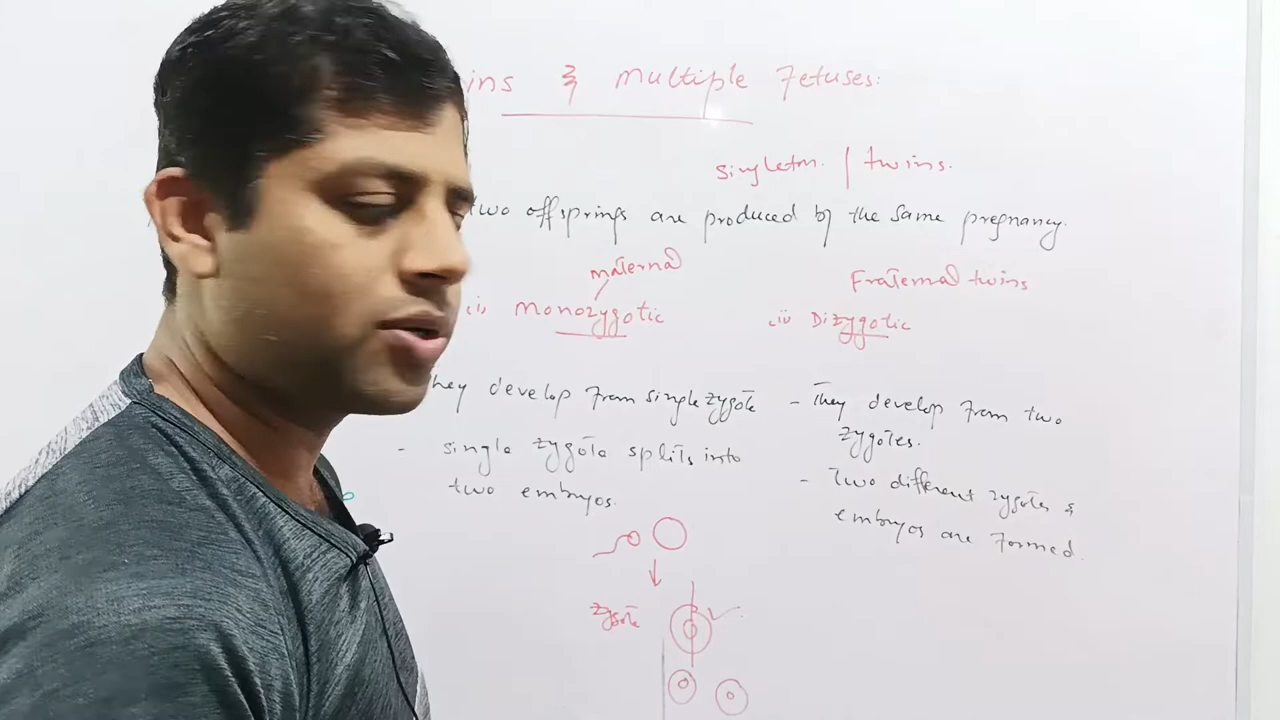 ins & Multiple Fetuses:
singleton. / twins.
two offsprings are produced by the same pregnancy.
maternal
Fraternal twins
(i) Monozygotic
(ii) Dizygotic
hey develop from single zygote
- They develop from two
zygotes.
- single zygote splits into
two embryos.
- Two different zygotes &
embryos are formed.
zygote